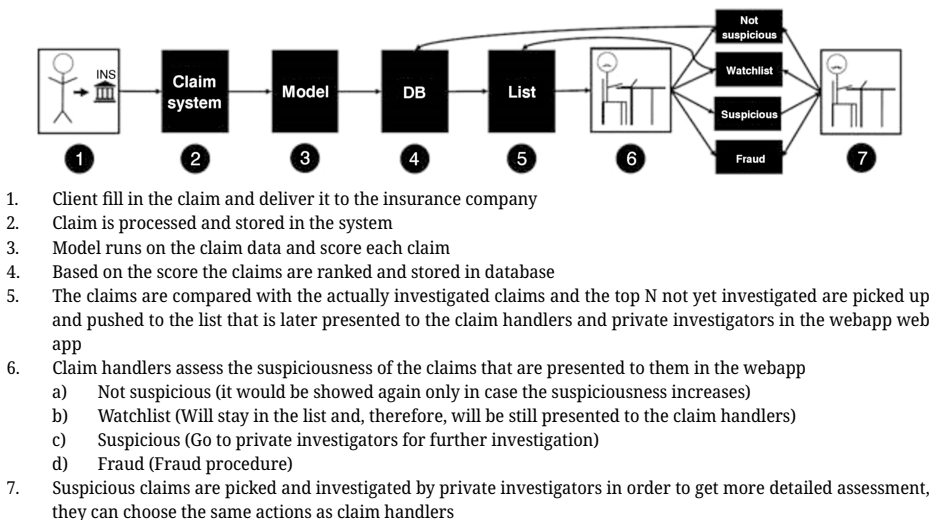 Not
suspicious
INS
Claim
system
Model
DB
List
Watchlist
Suspicious
Fraud
1
2
3
4
5
6
7
1. Client fill in the claim and deliver it to the insurance company
2. Claim is processed and stored in the system
3. Model runs on the claim data and score each claim
4. Based on the score the claims are ranked and stored in database
5. The claims are compared with the actually investigated claims and the top N not yet investigated are picked up
and pushed to the list that is later presented to the claim handlers and private investigators in the webapp web
app
6. Claim handlers assess the suspiciousness of the claims that are presented to them in the webapp
a) Not suspicious (it would be showed again only in case the suspiciousness increases)
b) Watchlist (Will stay in the list and, therefore, will be still presented to the claim handlers)
c) Suspicious (Go to private investigators for further investigation)
d) Fraud (Fraud procedure)
7. Suspicious claims are picked and investigated by private investigators in order to get more detailed assessment,
they can choose the same actions as claim handlers